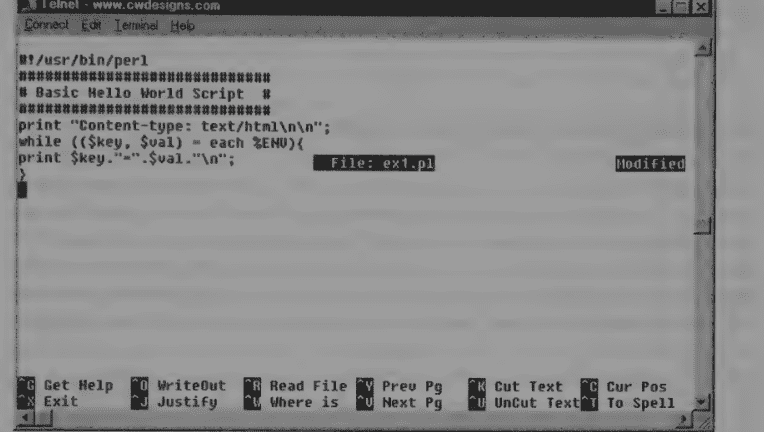 Telnet - www.cwdesigns.com
Connect Edit Terminal Help
#!/usr/bin/perl
############################
# Basic Hello World Script  #
############################
print "Content-type: text/html\n\n";
while (($key, $val) = each %ENV){
print $key."=".$val."\n";
File: ex1.pl Modified
}
^G Get Help ^O WriteOut ^R Read File ^Y Prev Pg ^K Cut Text ^C Cur Pos
^X Exit ^J Justify ^W Where is ^V Next Pg ^U UnCut Text ^T To Spell